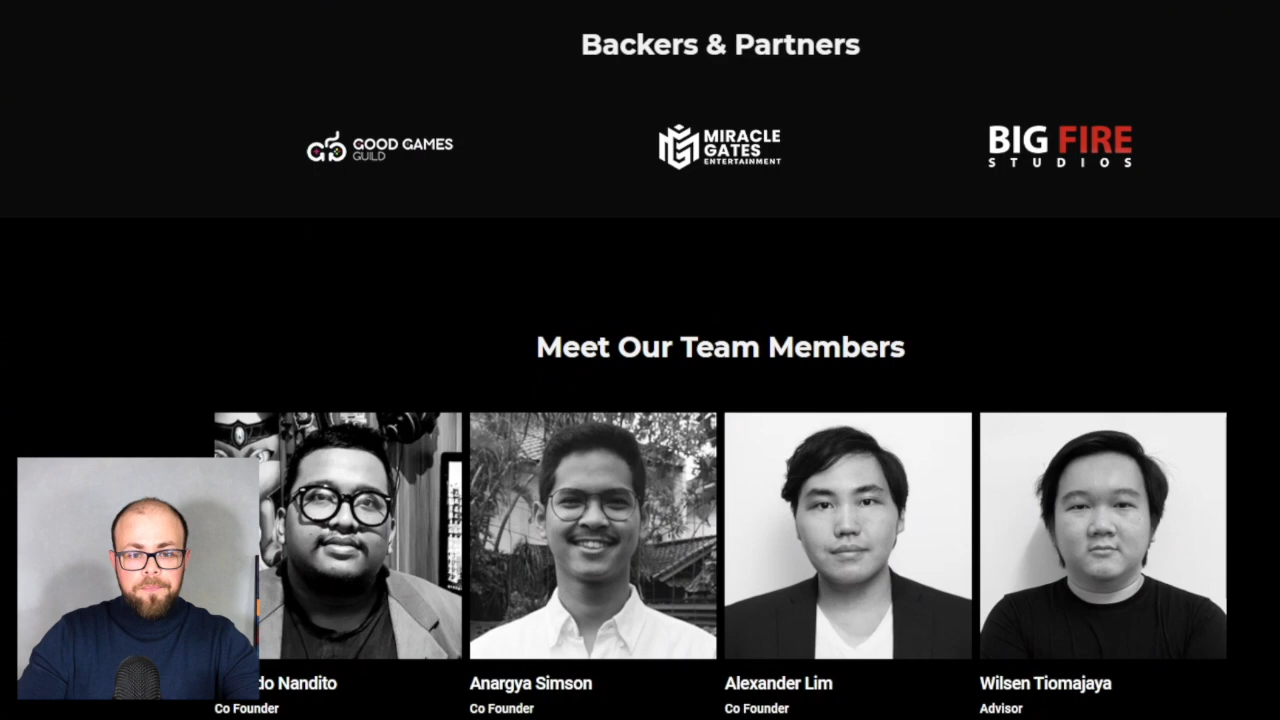 Backers & Partners
GOOD GAMES
GUILD
MIRACLE
GATES
ENTERTAINMENT
BIG FIRE
STUDIOS
Meet Our Team Members
do Nandito
Co Founder
Anargya Simson
Co Founder
Alexander Lim
Co Founder
Wilsen Tiomajaya
Advisor